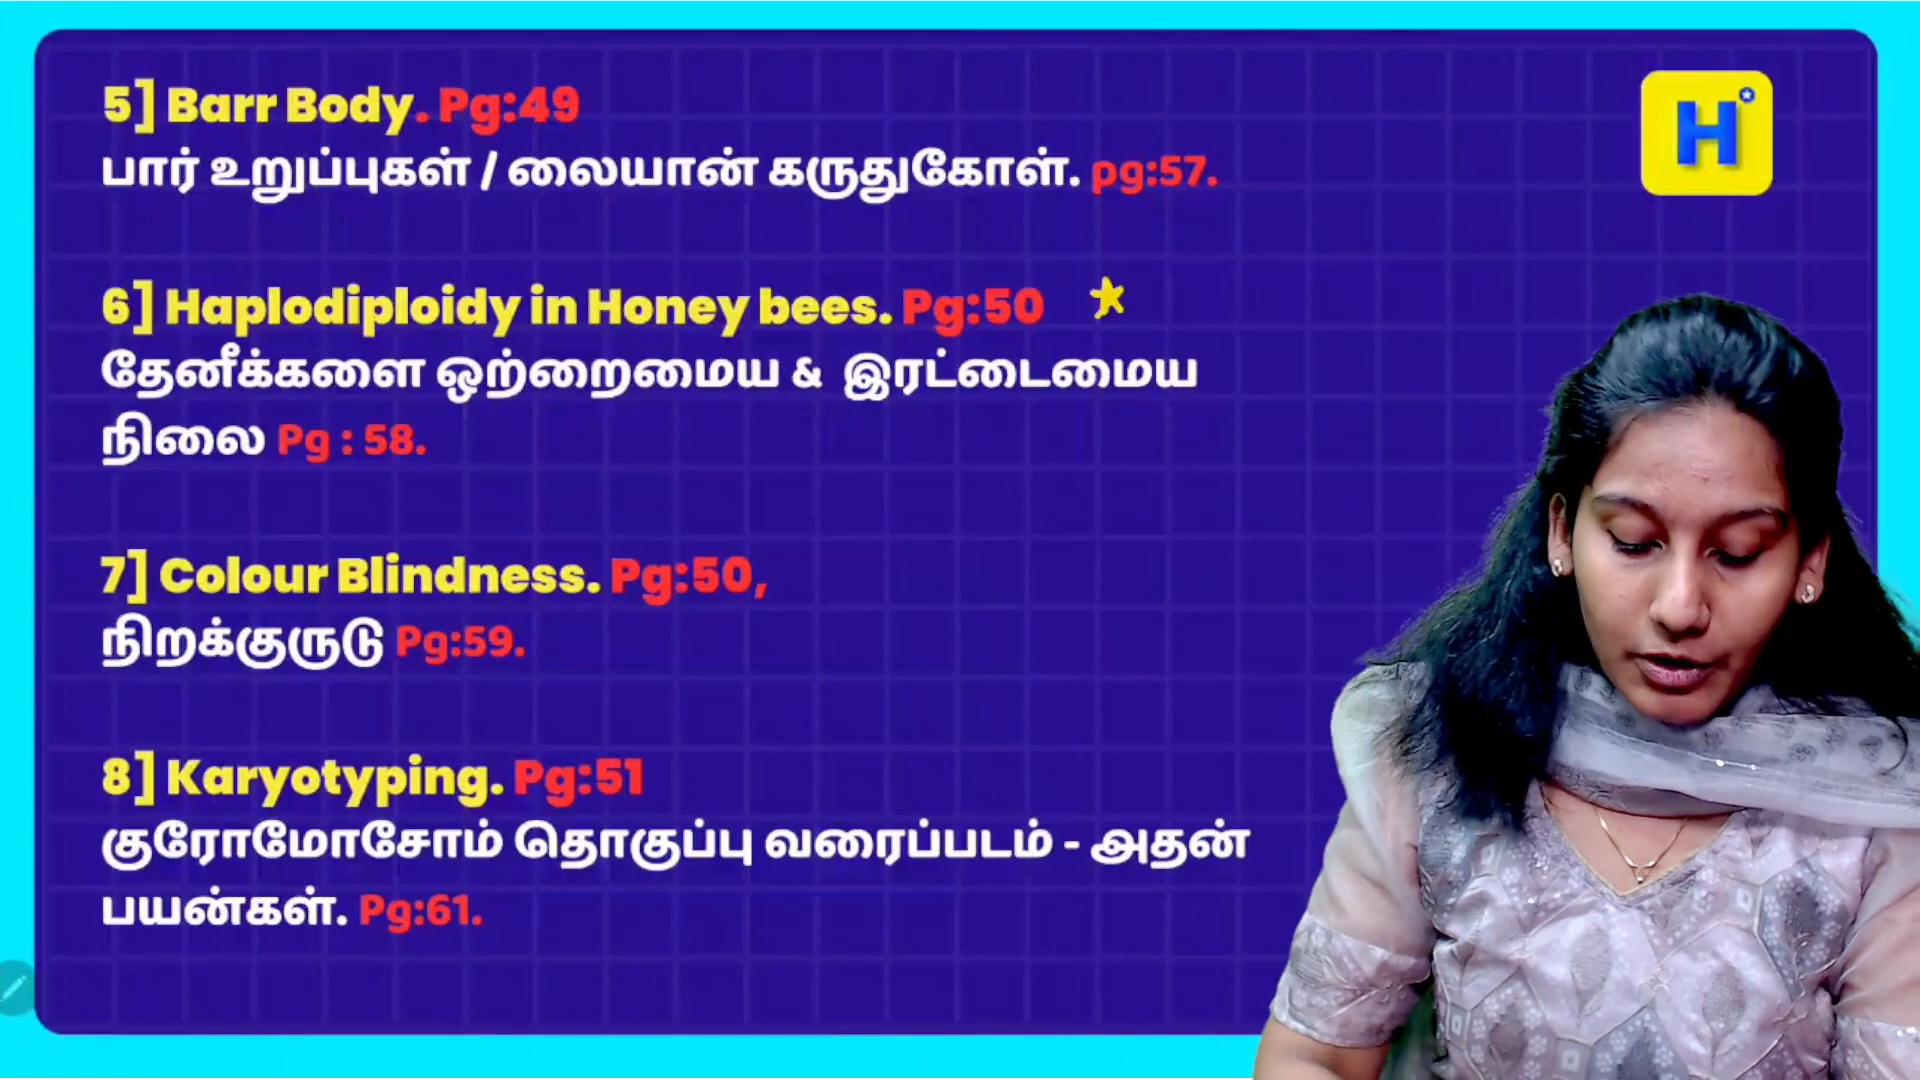 5] Barr Body. Pg:49
பார் உறுப்புகள் / லையான் கருதுகோள். pg:57.
H
6] Haplodiploidy in Honey bees. Pg:50
தேனீக்களை ஒற்றைமைய & இரட்டைமைய
நிலை Pg : 58.
7] Colour Blindness. Pg:50,
நிறக்குருடு Pg:59.
8] Karyotyping. Pg:51
குரோமோசோம் தொகுப்பு வரைப்படம் - அதன்
பயன்கள். Pg:61.